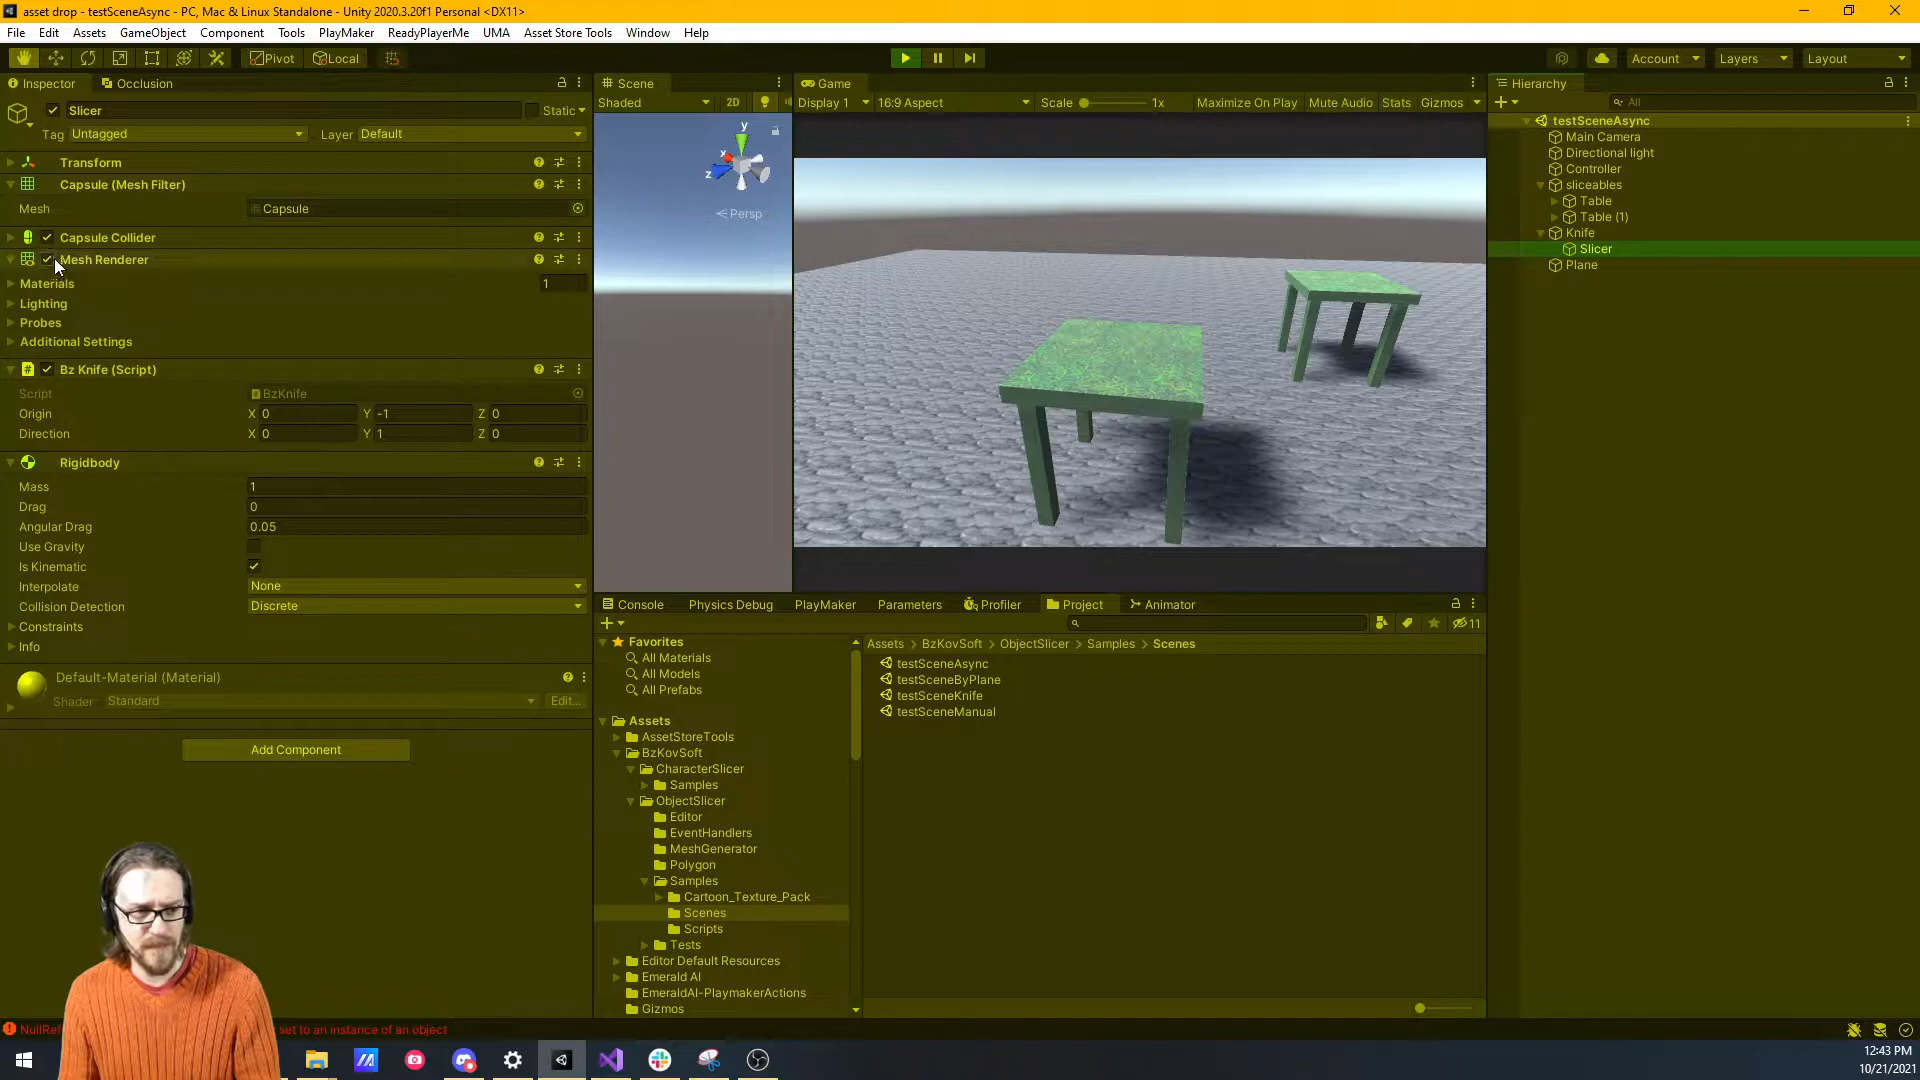 asset drop - testSceneAsync - PC, Mac & Linux Standalone - Unity 2020.3.20f1 Personal <DX11>
File Edit Assets GameObject Component Tools PlayMaker ReadyPlayerMe UMA Asset Store Tools Window Help
Pivot Local Account Layers Layout
Inspector Occlusion
Slicer Static
Tag Untagged Layer Default
Transform
Capsule (Mesh Filter)
Mesh Capsule
Capsule Collider
Mesh Renderer
Materials 1
Lighting
Probes
Additional Settings
Bz Knife (Script)
Script BzKnife
Origin X 0 Y -1 Z 0
Direction X 0 Y 1 Z 0
Rigidbody
Mass 1
Drag 0
Angular Drag 0.05
Use Gravity
Is Kinematic
Interpolate None
Collision Detection Discrete
Constraints
Info
Default-Material (Material)
Shader Standard Edit...
Add Component
Scene
Shaded 2D
y
x
z
Persp
Game
Display 1 16:9 Aspect Scale 1x Maximize On Play Mute Audio Stats Gizmos
Hierarchy
All
testSceneAsync
Main Camera
Directional light
Controller
sliceables
Table
Table (1)
Knife
Slicer
Plane
Console Physics Debug PlayMaker Parameters Profiler Project Animator
11
Favorites
All Materials
All Models
All Prefabs
Assets
AssetStoreTools
BzKovSoft
CharacterSlicer
Samples
ObjectSlicer
Editor
EventHandlers
MeshGenerator
Polygon
Samples
Cartoon_Texture_Pack
Scenes
Scripts
Tests
Editor Default Resources
Emerald AI
EmeraldAI-PlaymakerActions
Gizmos
Assets > BzKovSoft > ObjectSlicer > Samples > Scenes
testSceneAsync
testSceneByPlane
testSceneKnife
testSceneManual
set to an instance of an object
12:43 PM
10/21/2021